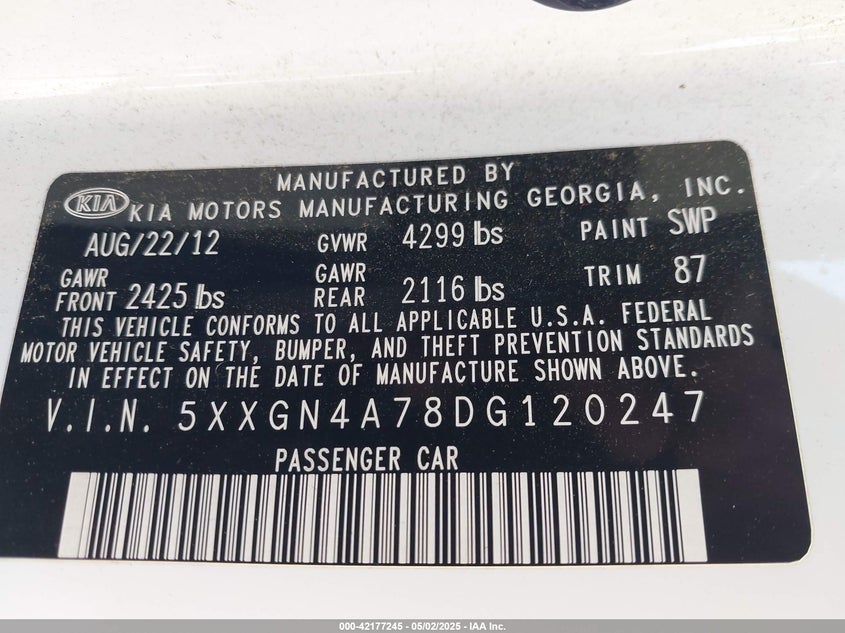 MANUFACTURED BY
KIA KIA MOTORS MANUFACTURING GEORGIA, INC.
AUG/22/12 GVWR 4299 lbs PAINT SWP
GAWR FRONT 2425 lbs GAWR REAR 2116 lbs TRIM 87
THIS VEHICLE CONFORMS TO ALL APPLICABLE U.S.A. FEDERAL
MOTOR VEHICLE SAFETY, BUMPER, AND THEFT PREVENTION STANDARDS
IN EFFECT ON THE DATE OF MANUFACTURE SHOWN ABOVE.
V.I.N. 5XXGN4A78DG120247
PASSENGER CAR
000-42177245 - 05/02/2025 - IAA Inc.